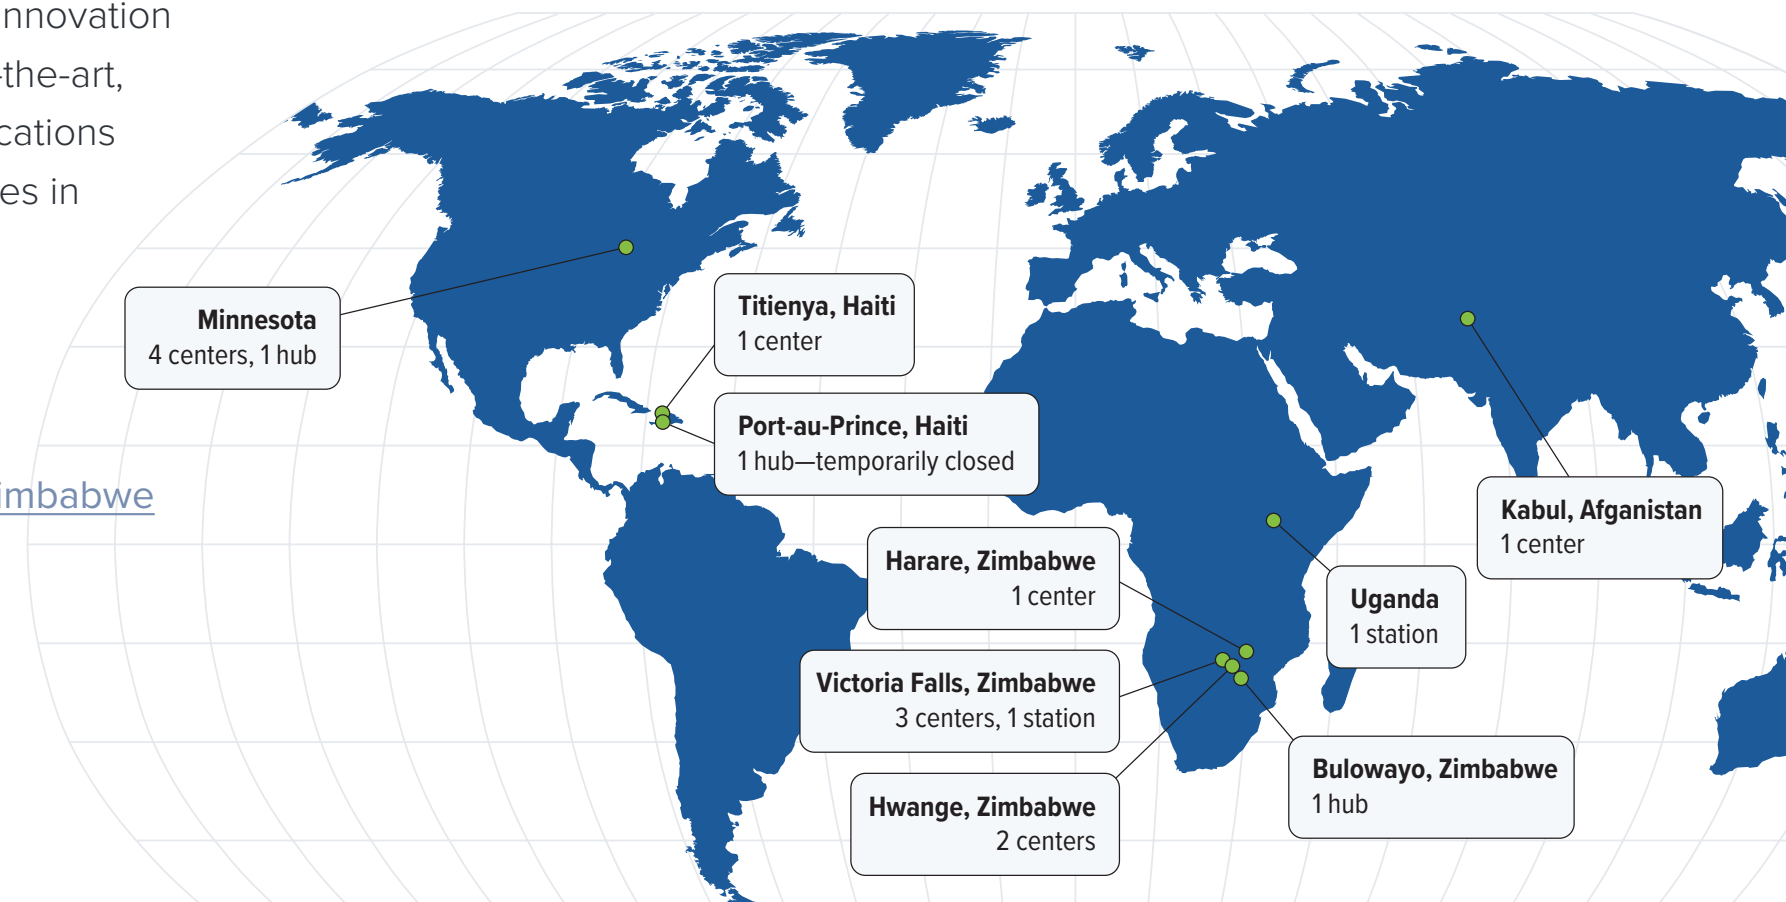 nnovation
-the-art,
cations
es in
imbabwe
Minnesota
4 centers, 1 hub
Titienya, Haiti
1 center
Port-au-Prince, Haiti
1 hub—temporarily closed
Kabul, Afganistan
1 center
Harare, Zimbabwe
1 center
Uganda
1 station
Victoria Falls, Zimbabwe
3 centers, 1 station
Bulowayo, Zimbabwe
1 hub
Hwange, Zimbabwe
2 centers